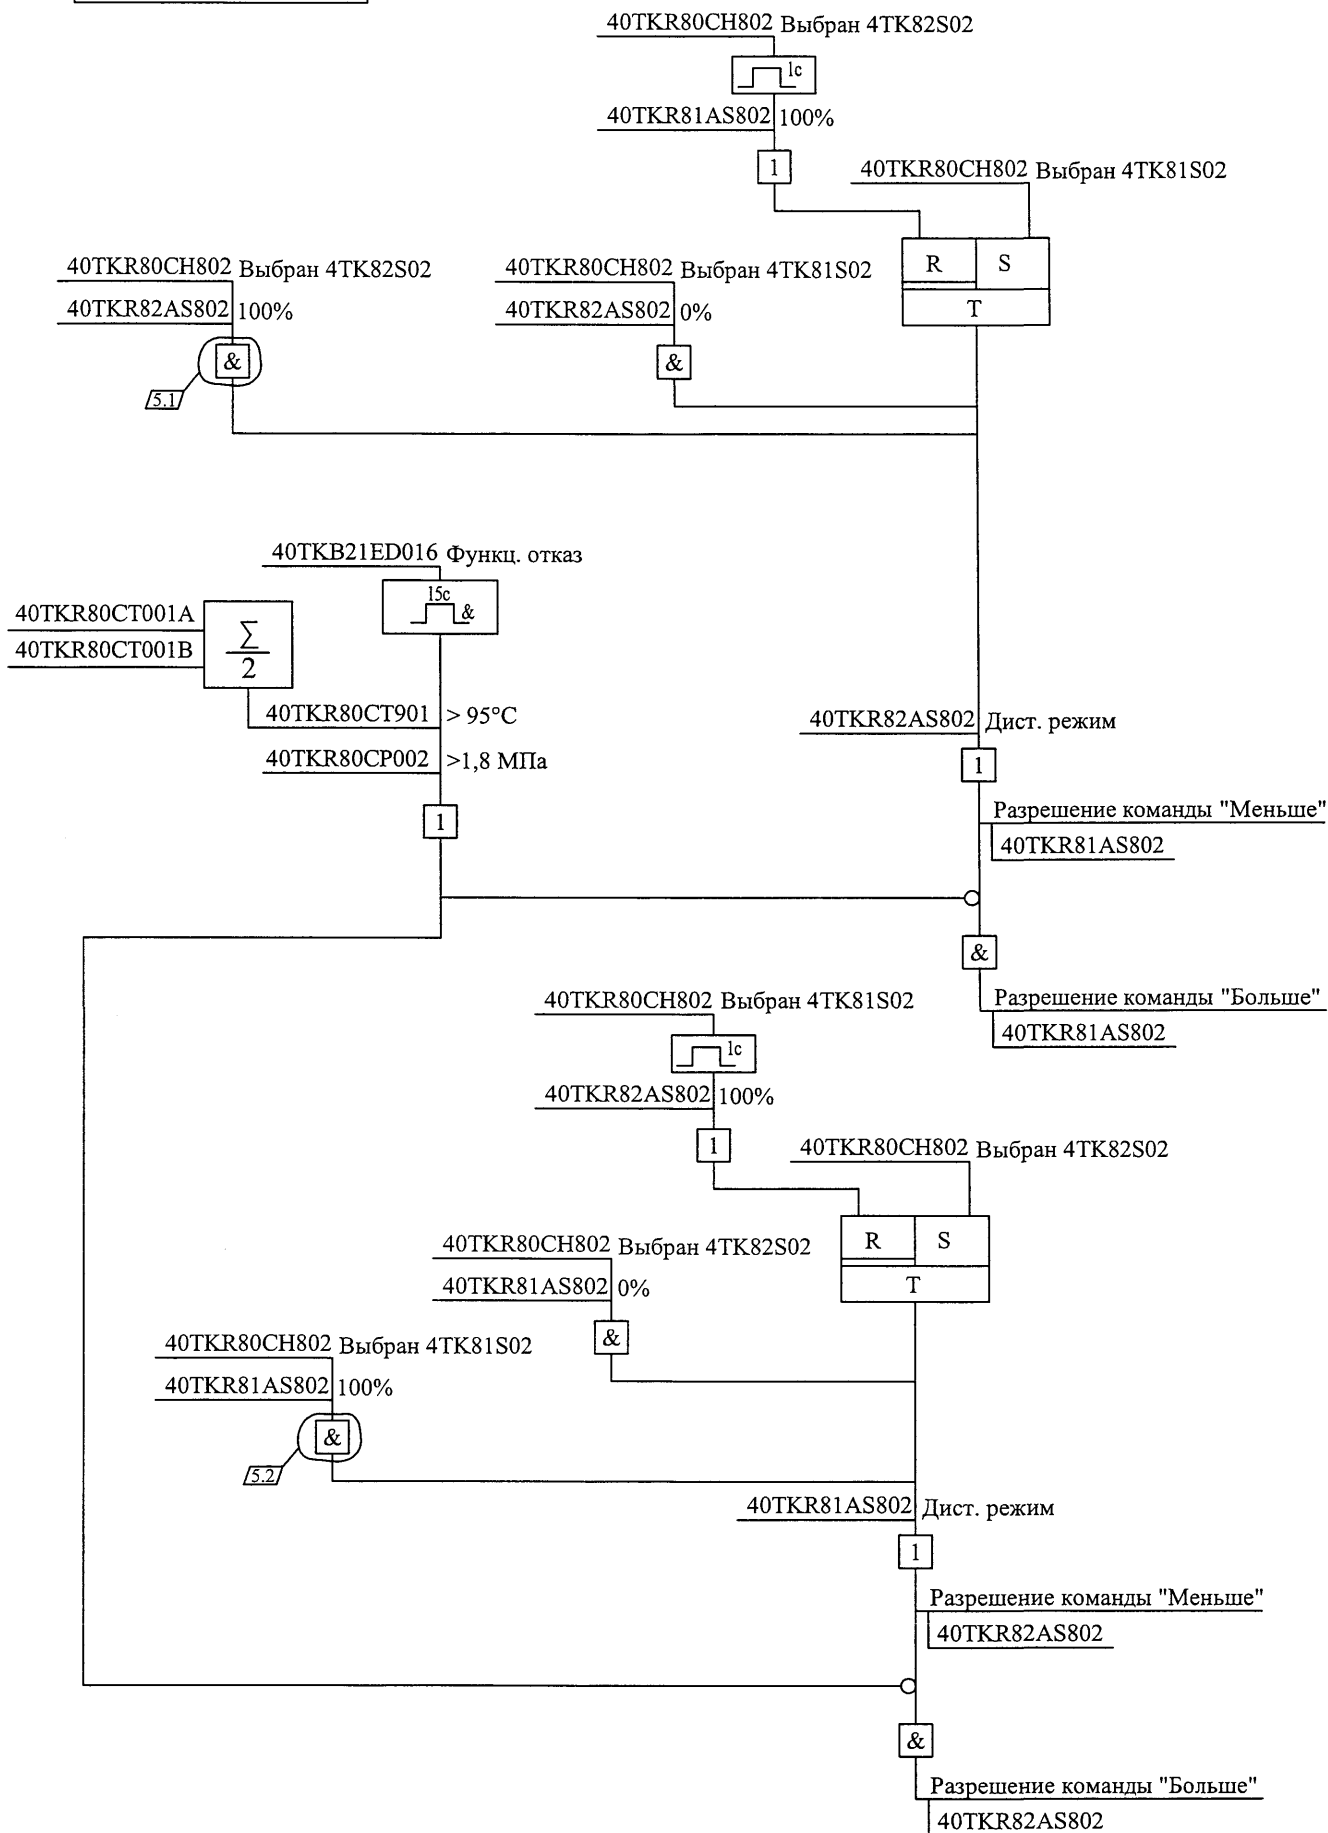 40TKR80CH802 Выбран 4TK82S02
1с
40TKR81AS802 100%
1
40TKR80CH802 Выбран 4TK81S02
R S
T
40TKR80CH802 Выбран 4TK82S02
40TKR82AS802 100%
&
5.1
40TKR80CH802 Выбран 4TK81S02
40TKR82AS802 0%
&
40TKB21ED016 Функц. отказ
15с
&
40TKR80CT001A
40TKR80CT001B
∑
2
40TKR80CT901 > 95°C
40TKR80CP002 >1,8 МПа
1
40TKR82AS802 Дист. режим
1
Разрешение команды "Меньше"
40TKR81AS802
&
Разрешение команды "Больше"
40TKR81AS802
40TKR80CH802 Выбран 4TK81S02
1с
40TKR82AS802 100%
1
40TKR80CH802 Выбран 4TK82S02
R S
T
40TKR80CH802 Выбран 4TK82S02
40TKR81AS802 0%
&
40TKR80CH802 Выбран 4TK81S02
40TKR81AS802 100%
&
5.2
40TKR81AS802 Дист. режим
1
Разрешение команды "Меньше"
40TKR82AS802
&
Разрешение команды "Больше"
40TKR82AS802